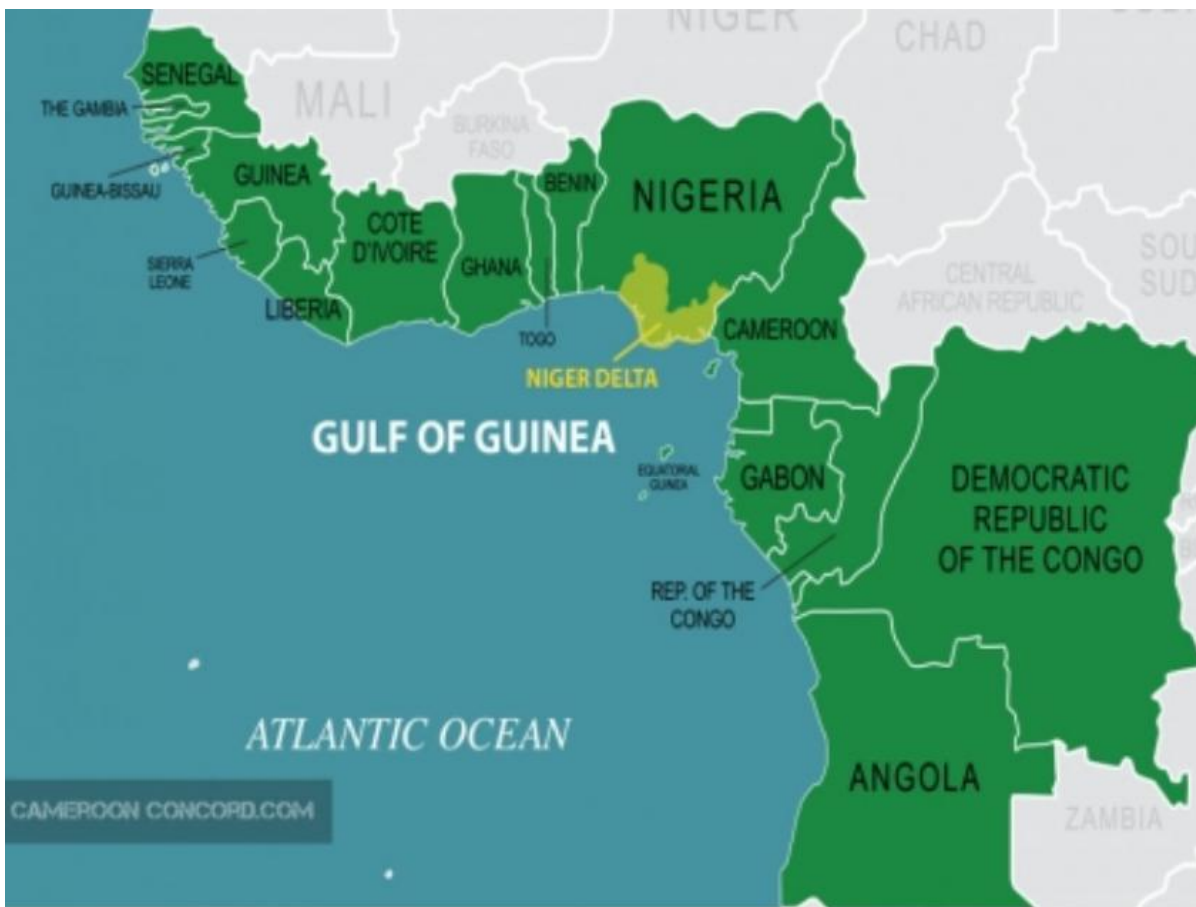 NIGER
CHAD
SENEGAL
MALI
THE GAMBIA
BURKINA
FASO
GUINEA
BENIN
NIGERIA
GUINEA-BISSAU
COTE
D'IVOIRE
GHANA
SIERRA
LEONE
LIBERIA
TOGO
CENTRAL
AFRICAN REPUBLIC
SOU
SUD
CAMEROON
NIGER DELTA
GULF OF GUINEA
EQUATORIAL
GUINEA
GABON
DEMOCRATIC
REPUBLIC
OF THE CONGO
REP. OF THE
CONGO
ATLANTIC OCEAN
ANGOLA
CAMEROON CONCORD.COM
ZAMBIA